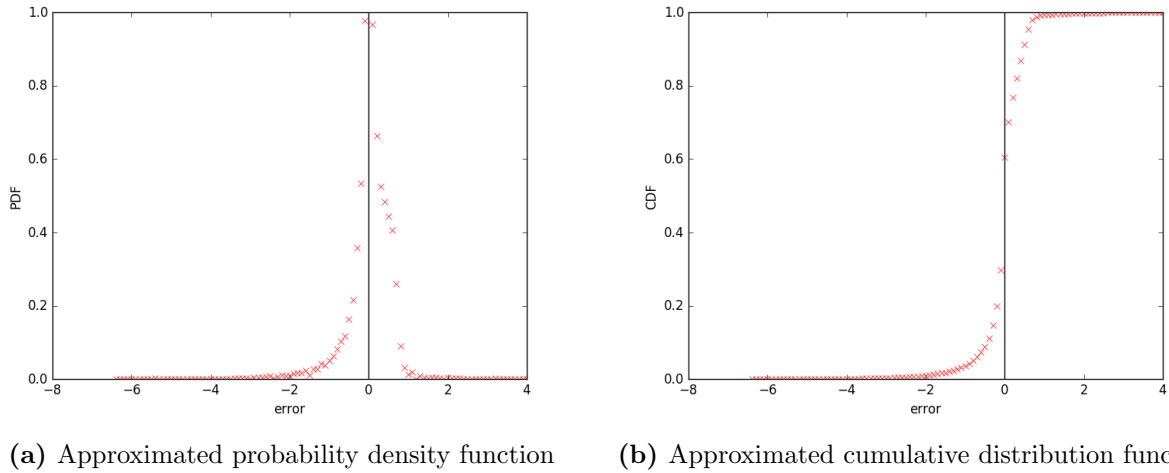 1.0
0.8
0.6
0.4
0.2
0.0
PDF
−8 −6 −4 −2 0 2 4
error
1.0
0.8
0.6
0.4
0.2
0.0
CDF
−8 −6 −4 −2 0 2 4
error
(a) Approximated probability density function
(b) Approximated cumulative distribution func